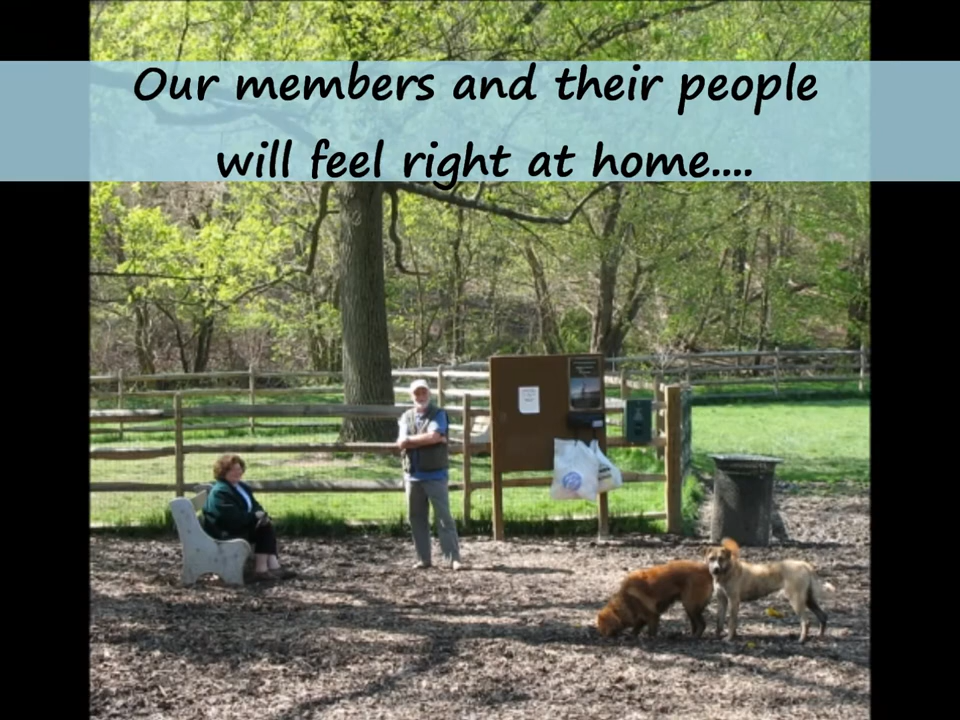 Our members and their people
will feel right at home....